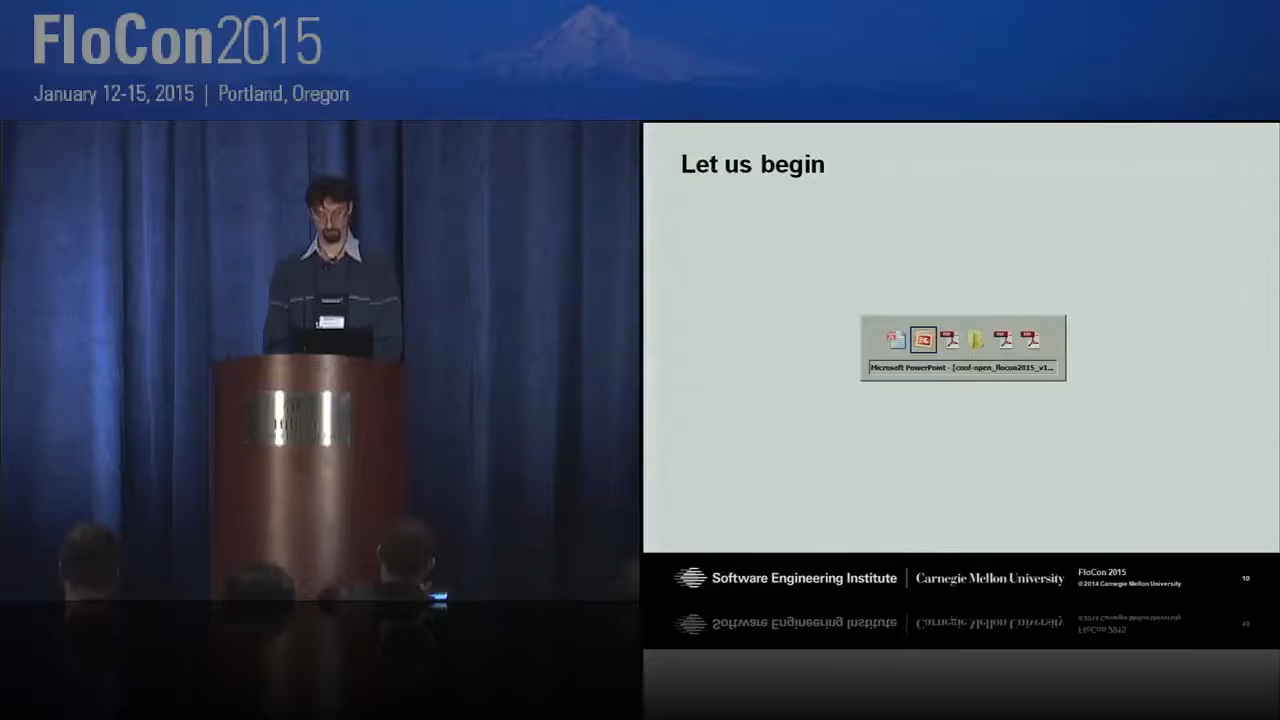 FloCon2015
January 12-15, 2015 | Portland, Oregon
Let us begin
Microsoft PowerPoint - [conf-open_flocon2015_v1...
Software Engineering Institute | Carnegie Mellon University
FloCon 2015
©2014 Carnegie Mellon University
10